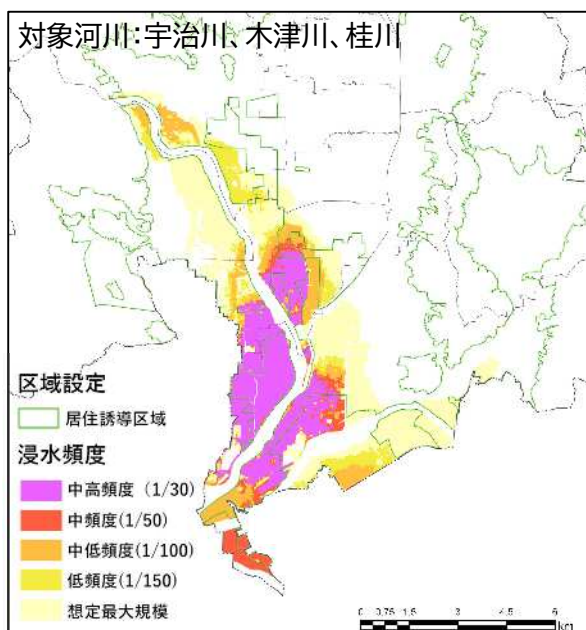 対象河川:宇治川、木津川、桂川
区域設定
居住誘導区域
浸水頻度
中高頻度（1/30）
中頻度(1/50)
中低頻度(1/100)
低頻度(1/150)
想定最大規模
0 0.75 1.5 3 4.5 6
km